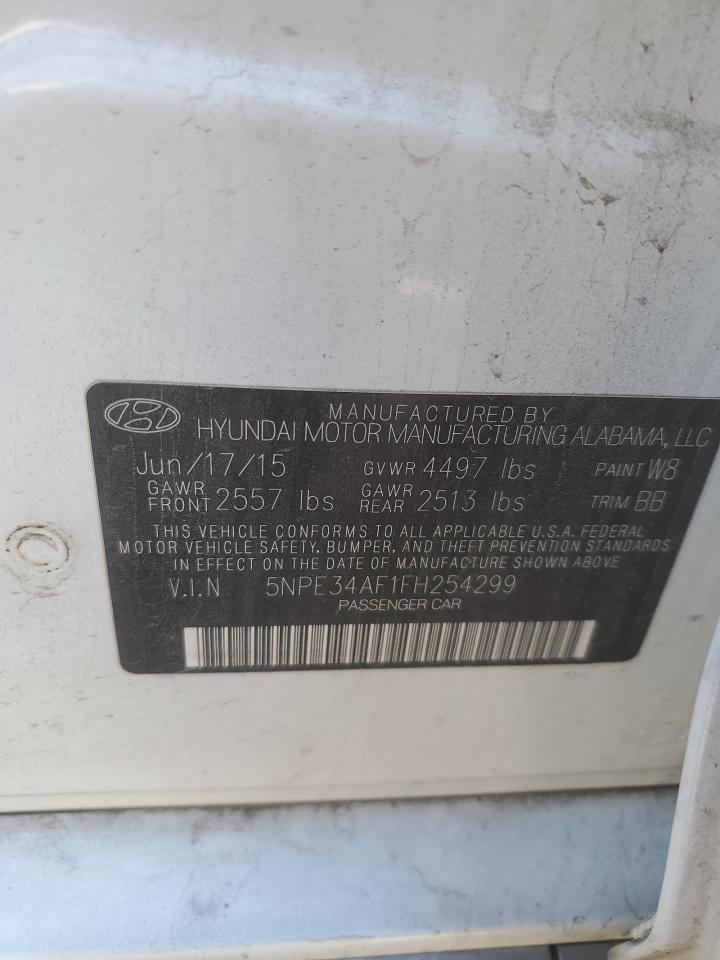 MANUFACTURED BY
HYUNDAI MOTOR MANUFACTURING ALABAMA, LLC
Jun/17/15 GVWR 4497 lbs PAINT W8
GAWR FRONT 2557 lbs GAWR REAR 2513 lbs TRIM BB
THIS VEHICLE CONFORMS TO ALL APPLICABLE U.S.A. FEDERAL
MOTOR VEHICLE SAFETY, BUMPER, AND THEFT PREVENTION STANDARDS
IN EFFECT ON THE DATE OF MANUFACTURE SHOWN ABOVE
V.I.N 5NPE34AF1FH254299
PASSENGER CAR